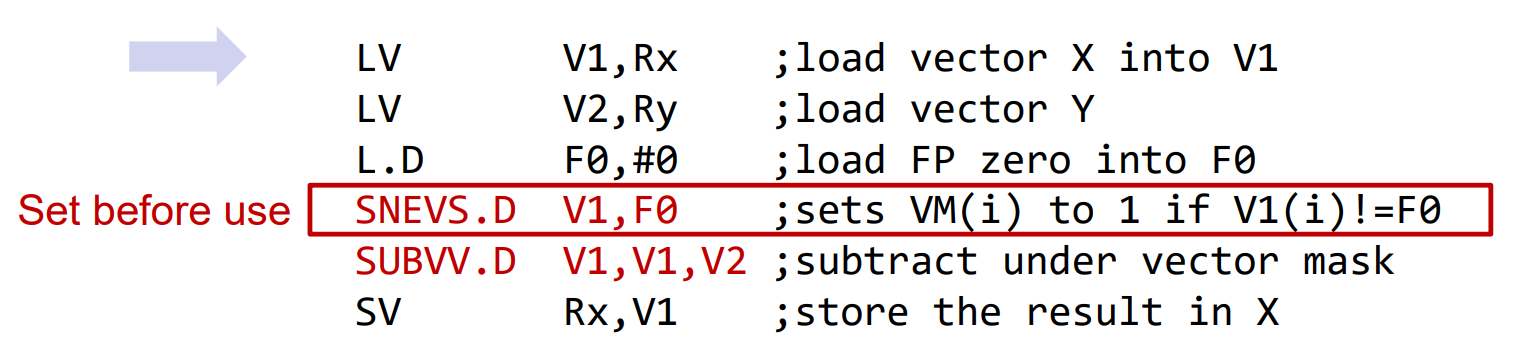 LV V1,Rx ;load vector X into V1
LV V2,Ry ;load vector Y
L.D F0,#0 ;load FP zero into F0
Set before use SNEVS.D V1,F0 ;sets VM(i) to 1 if V1(i)!=F0
SUBVV.D V1,V1,V2 ;subtract under vector mask
SV Rx,V1 ;store the result in X